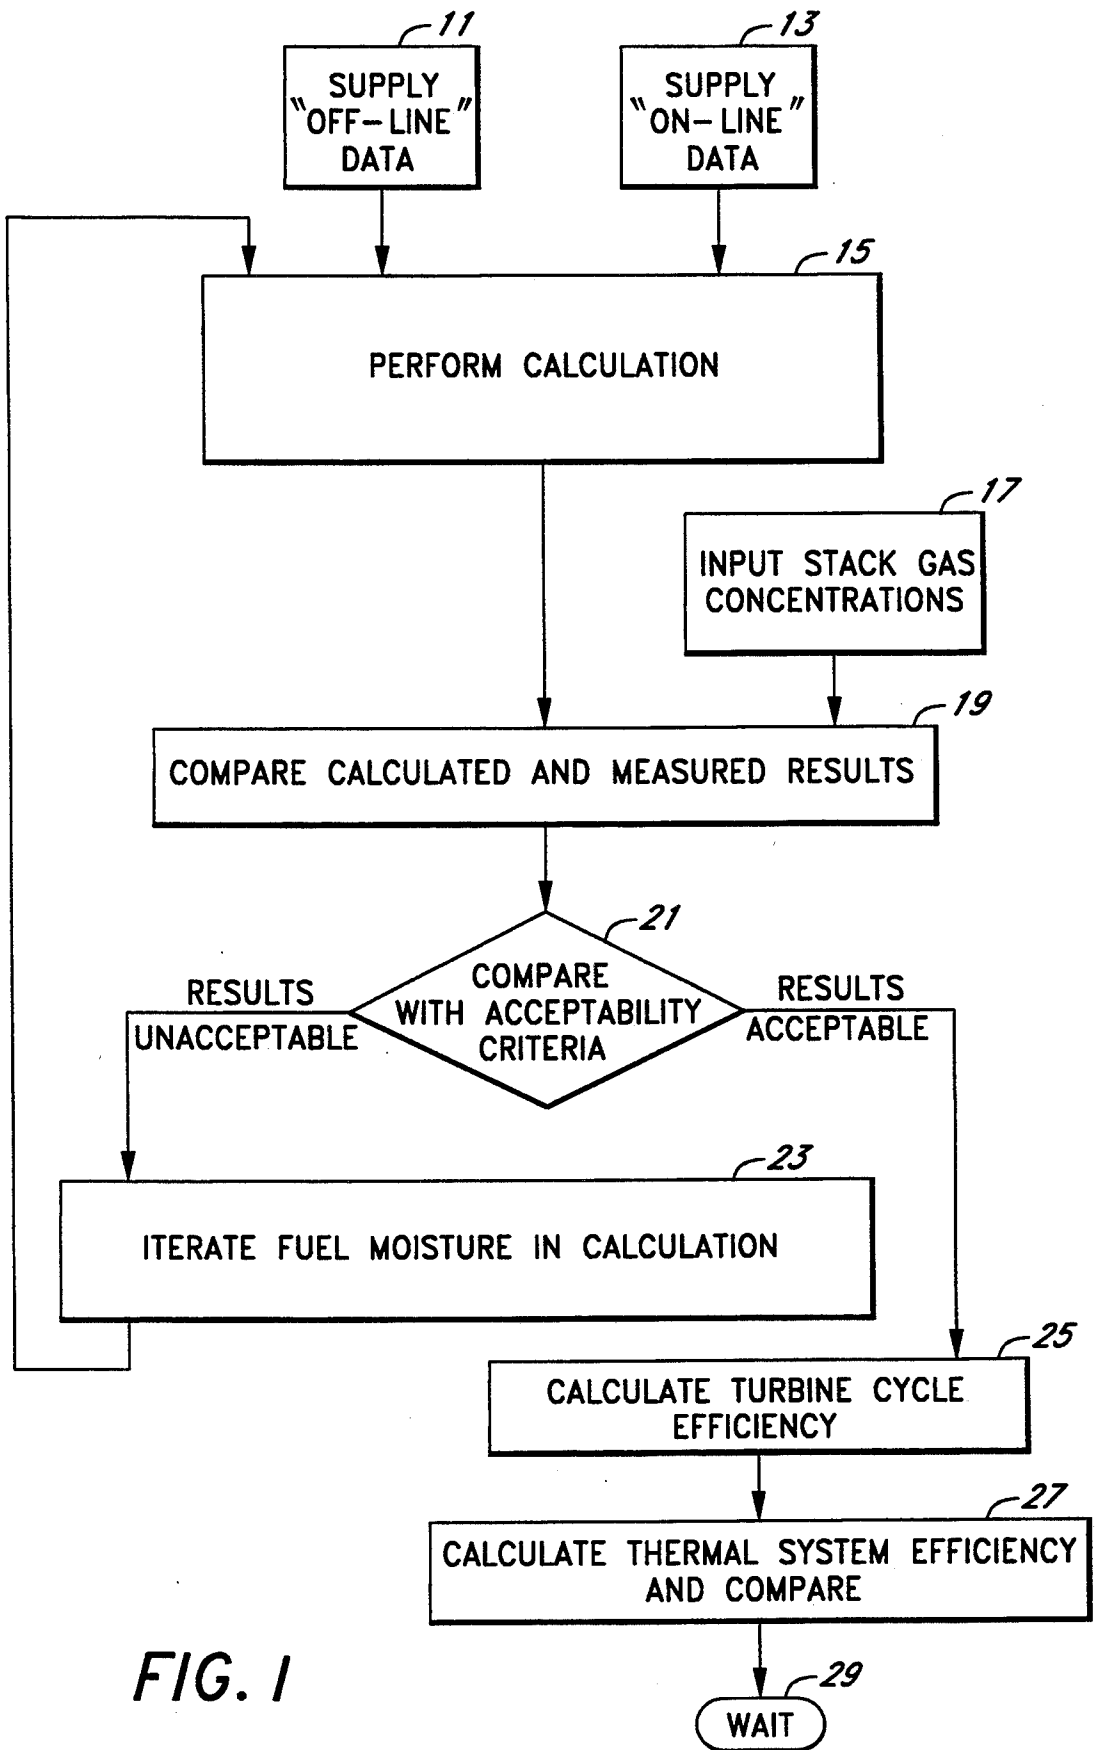 11
SUPPLY
"OFF-LINE"
DATA
13
SUPPLY
"ON-LINE"
DATA
15
PERFORM CALCULATION
17
INPUT STACK GAS
CONCENTRATIONS
19
COMPARE CALCULATED AND MEASURED RESULTS
21
COMPARE
WITH ACCEPTABILITY
CRITERIA
RESULTS
UNACCEPTABLE
RESULTS
ACCEPTABLE
23
ITERATE FUEL MOISTURE IN CALCULATION
25
CALCULATE TURBINE CYCLE
EFFICIENCY
27
CALCULATE THERMAL SYSTEM EFFICIENCY
AND COMPARE
29
WAIT
FIG. 1